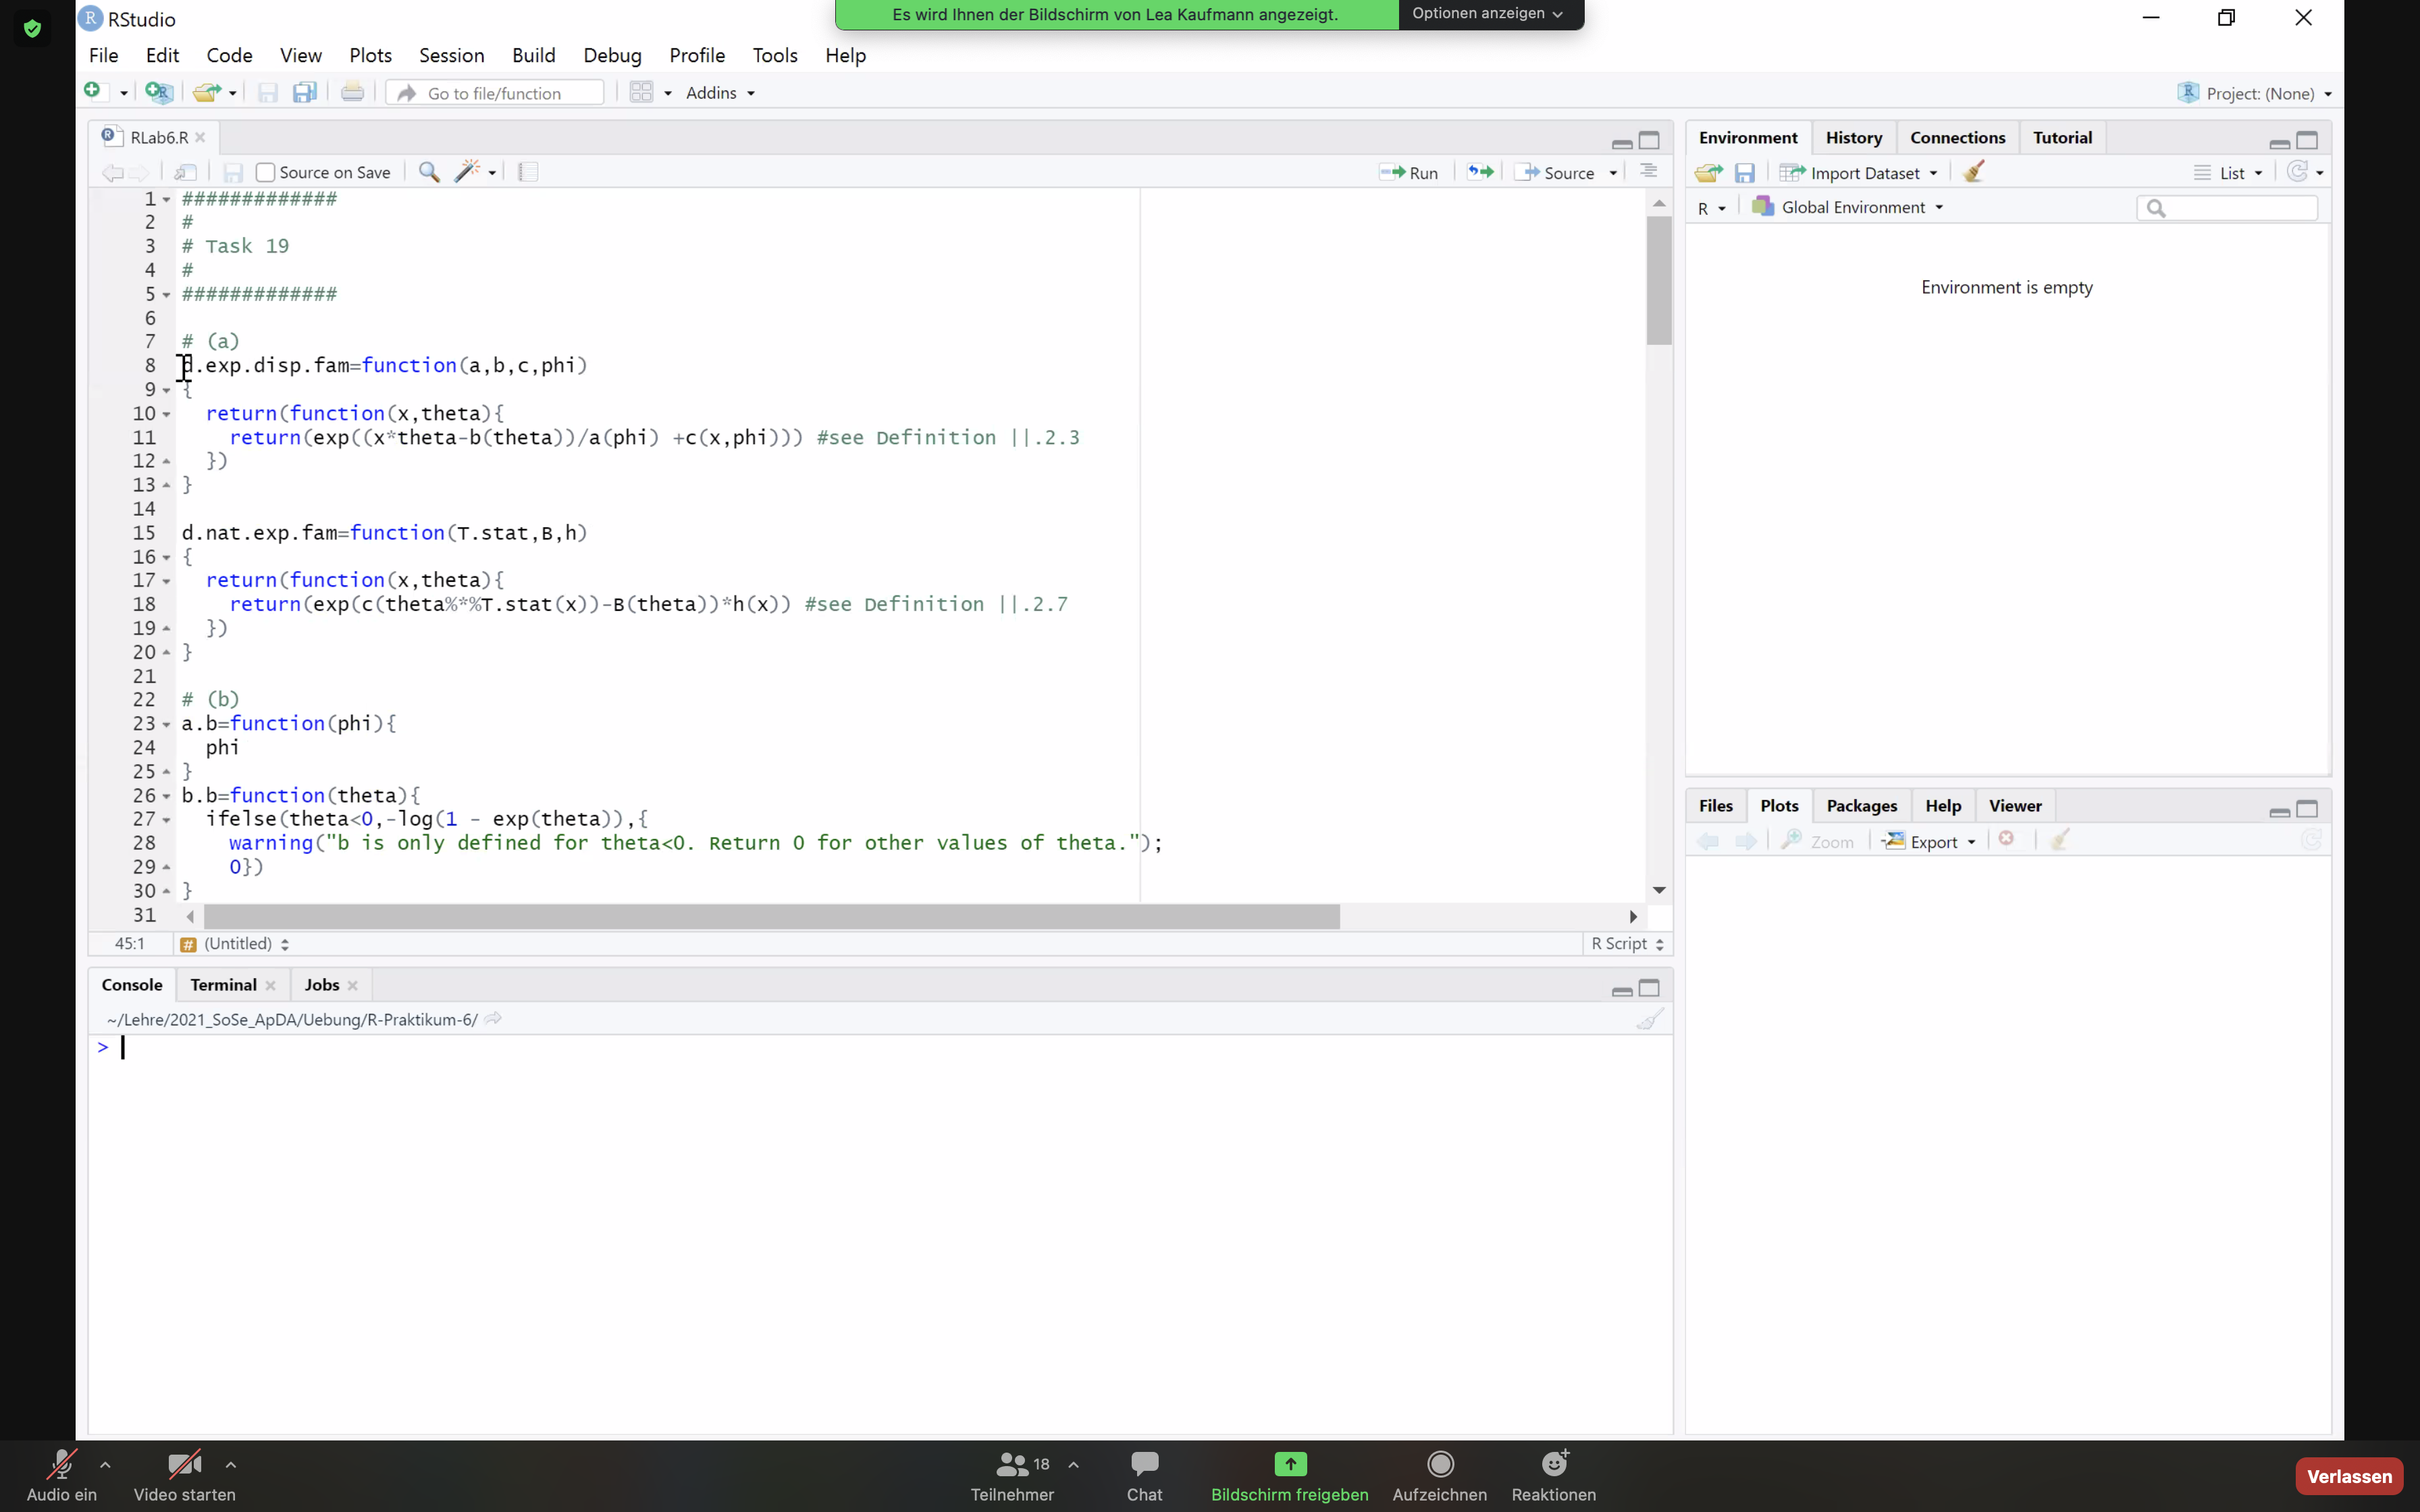 RStudio
Es wird Ihnen der Bildschirm von Lea Kaufmann angezeigt. Optionen anzeigen
File Edit Code View Plots Session Build Debug Profile Tools Help
Go to file/function Addins Project: (None)
RLab6.R
Source on Save Run Source
1 #############
2 #
3 # Task 19
4 #
5 #############
6
7 # (a)
8 d.exp.disp.fam=function(a,b,c,phi)
9 {
10 return(function(x,theta){
11 return(exp((x*theta-b(theta))/a(phi) +c(x,phi))) #see Definition ||.2.3
12 })
13 }
14
15 d.nat.exp.fam=function(T.stat,B,h)
16 {
17 return(function(x,theta){
18 return(exp(c(theta%*%T.stat(x))-B(theta))*h(x)) #see Definition ||.2.7
19 })
20 }
21
22 # (b)
23 a.b=function(phi){
24 phi
25 }
26 b.b=function(theta){
27 ifelse(theta<0,-log(1 - exp(theta)),{
28 warning("b is only defined for theta<0. Return 0 for other values of theta.");
29 0})
30 }
31
45:1 # (Untitled) R Script
Console Terminal Jobs
~/Lehre/2021_SoSe_ApDA/Uebung/R-Praktikum-6/
>
Environment History Connections Tutorial
Import Dataset List
R Global Environment
Environment is empty
Files Plots Packages Help Viewer
Zoom Export
Audio ein Video starten 18 Teilnehmer Chat Bildschirm freigeben Aufzeichnen Reaktionen Verlassen